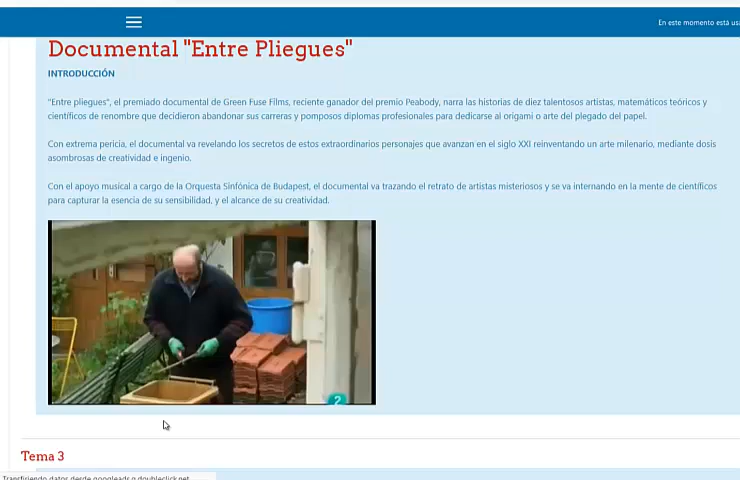 En este momento está usa
Documental "Entre Pliegues"
INTRODUCCIÓN
"Entre pliegues", el premiado documental de Green Fuse Films, reciente ganador del premio Peabody, narra las historias de diez talentosos artistas, matemáticos teóricos y
científicos de renombre que decidieron abandonar sus carreras y pomposos diplomas profesionales para dedicarse al origami o arte del plegado del papel.
Con extrema pericia, el documental va revelando los secretos de estos extraordinarios personajes que avanzan en el siglo XXI reinventando un arte milenario, mediante dosis
asombrosas de creatividad e ingenio.
Con el apoyo musical a cargo de la Orquesta Sinfónica de Budapest, el documental va trazando el retrato de artistas misteriosos y se va internando en la mente de científicos
para capturar la esencia de su sensibilidad, y el alcance de su creatividad.
2
Tema 3
Transfiriendo datos desde googleads.g.doubleclick.net